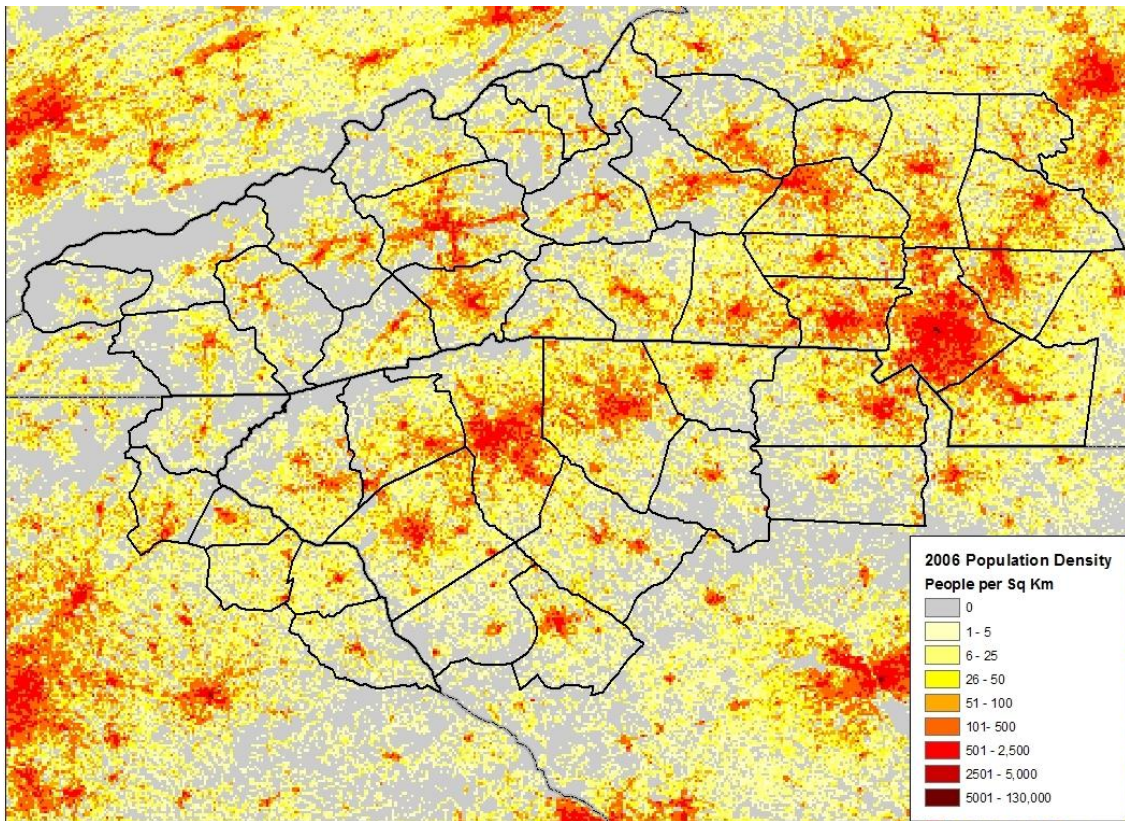 2006 Population Density
People per Sq Km
0
1 - 5
6 - 25
26 - 50
51 - 100
101- 500
501 - 2,500
2501 - 5,000
5001 - 130,000